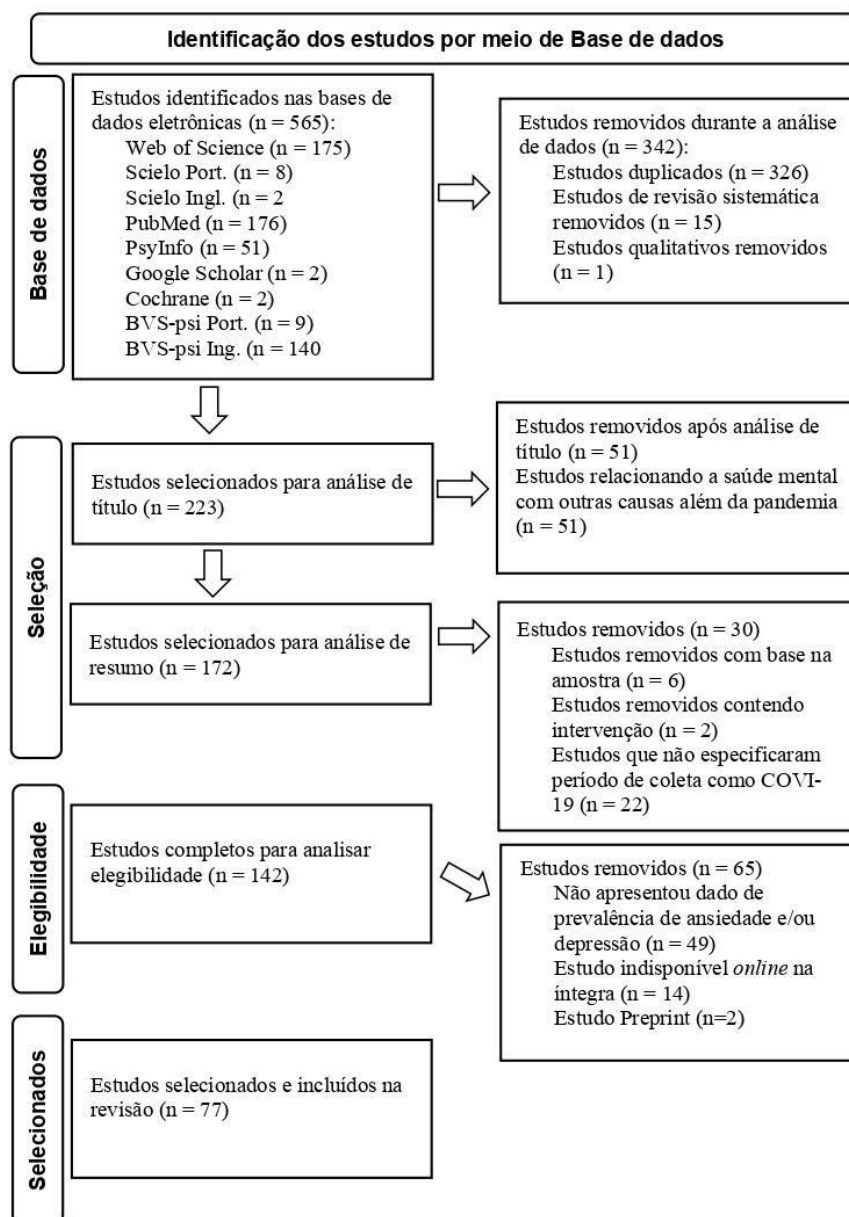 Identificação dos estudos por meio de Base de dados
Base de dados
Estudos identificados nas bases de
dados eletrônicas (n = 565):
Web of Science (n = 175)
Scielo Port. (n = 8)
Scielo Ingl. (n = 2
PubMed (n = 176)
PsyInfo (n = 51)
Google Scholar (n = 2)
Cochrane (n = 2)
BVS-psi Port. (n = 9)
BVS-psi Ing. (n = 140
Estudos removidos durante a análise
de dados (n = 342):
Estudos duplicados (n = 326)
Estudos de revisão sistemática
removidos (n = 15)
Estudos qualitativos removidos
(n = 1)
Seleção
Estudos selecionados para análise de
título (n = 223)
Estudos removidos após análise de
título (n = 51)
Estudos relacionando a saúde mental
com outras causas além da pandemia
(n = 51)
Estudos selecionados para análise de
resumo (n = 172)
Estudos removidos (n = 30)
Estudos removidos com base na
amostra (n = 6)
Estudos removidos contendo
intervenção (n = 2)
Estudos que não especificaram
período de coleta como COVI-
19 (n = 22)
Elegibilidade
Estudos completos para analisar
elegibilidade (n = 142)
Estudos removidos (n = 65)
Não apresentou dado de
prevalência de ansiedade e/ou
depressão (n = 49)
Estudo indisponível online na
íntegra (n = 14)
Estudo Preprint (n=2)
Selecionados
Estudos selecionados e incluídos na
revisão (n = 77)